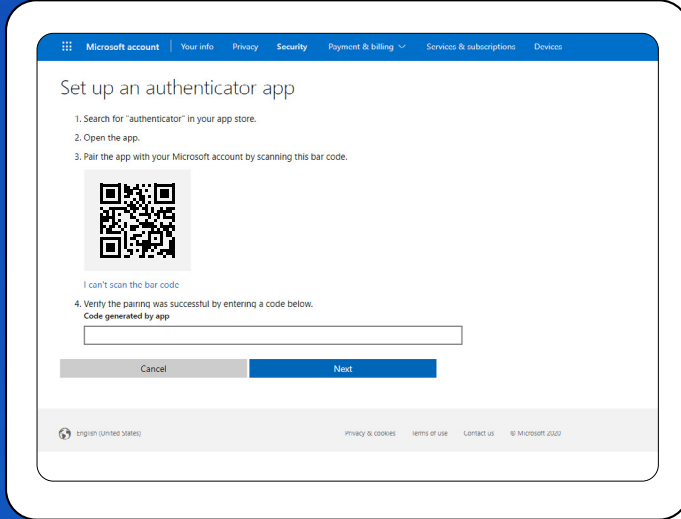 Microsoft account Your info Privacy Security Payment & billing Services & subscriptions Devices
Set up an authenticator app
1. Search for "authenticator" in your app store.
2. Open the app.
3. Pair the app with your Microsoft account by scanning this bar code.
I can't scan the bar code
4. Verify the pairing was successful by entering a code below.
Code generated by app
Cancel Next
English (United States) Privacy & cookies Terms of use Contact us © Microsoft 2020